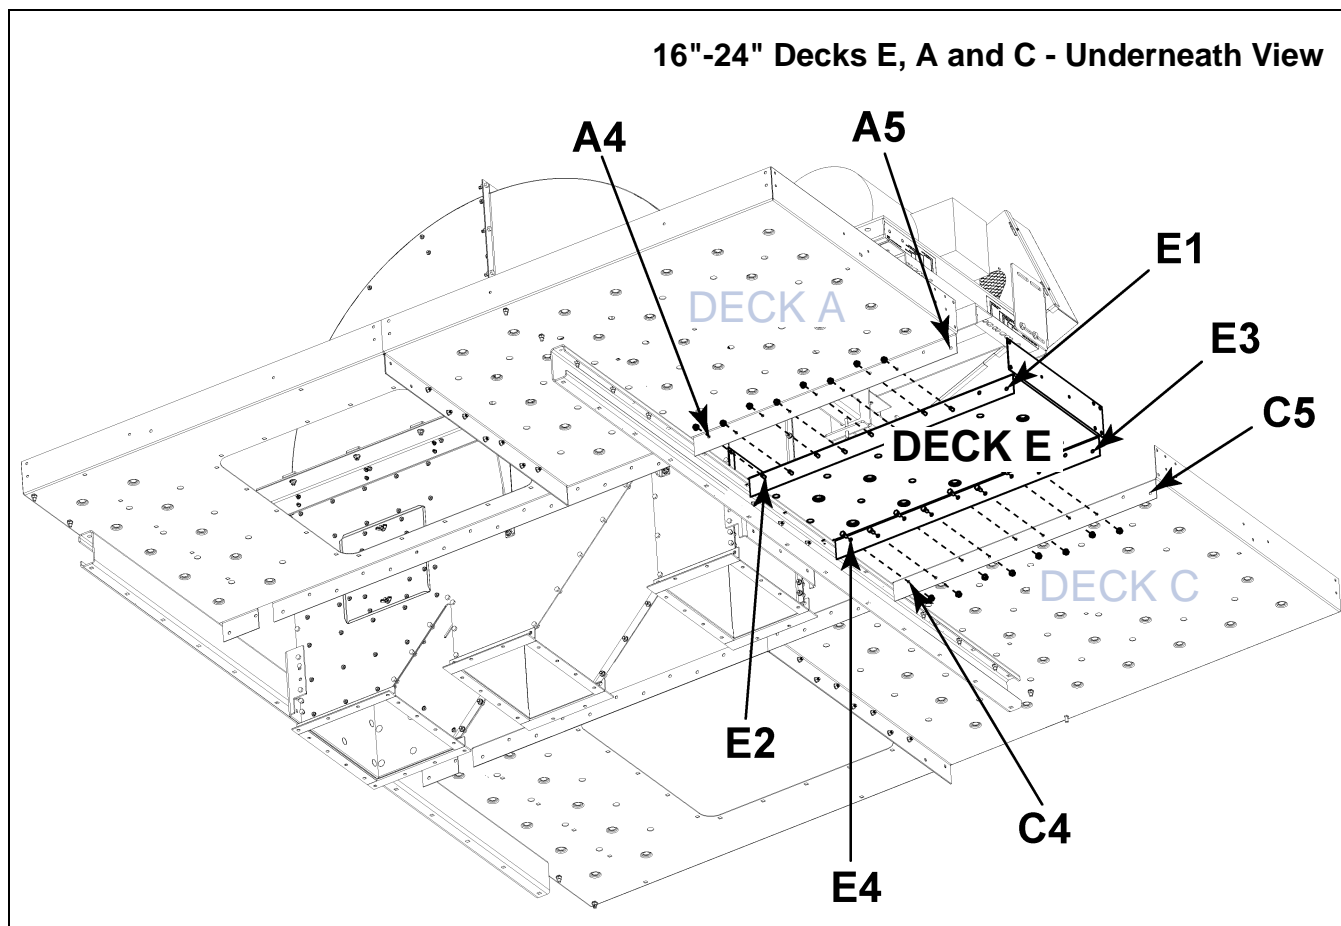 16"-24" Decks E, A and C - Underneath View
A5
A4
E1
DECK A
E3
C5
DECK E
DECK C
E2
C4
E4